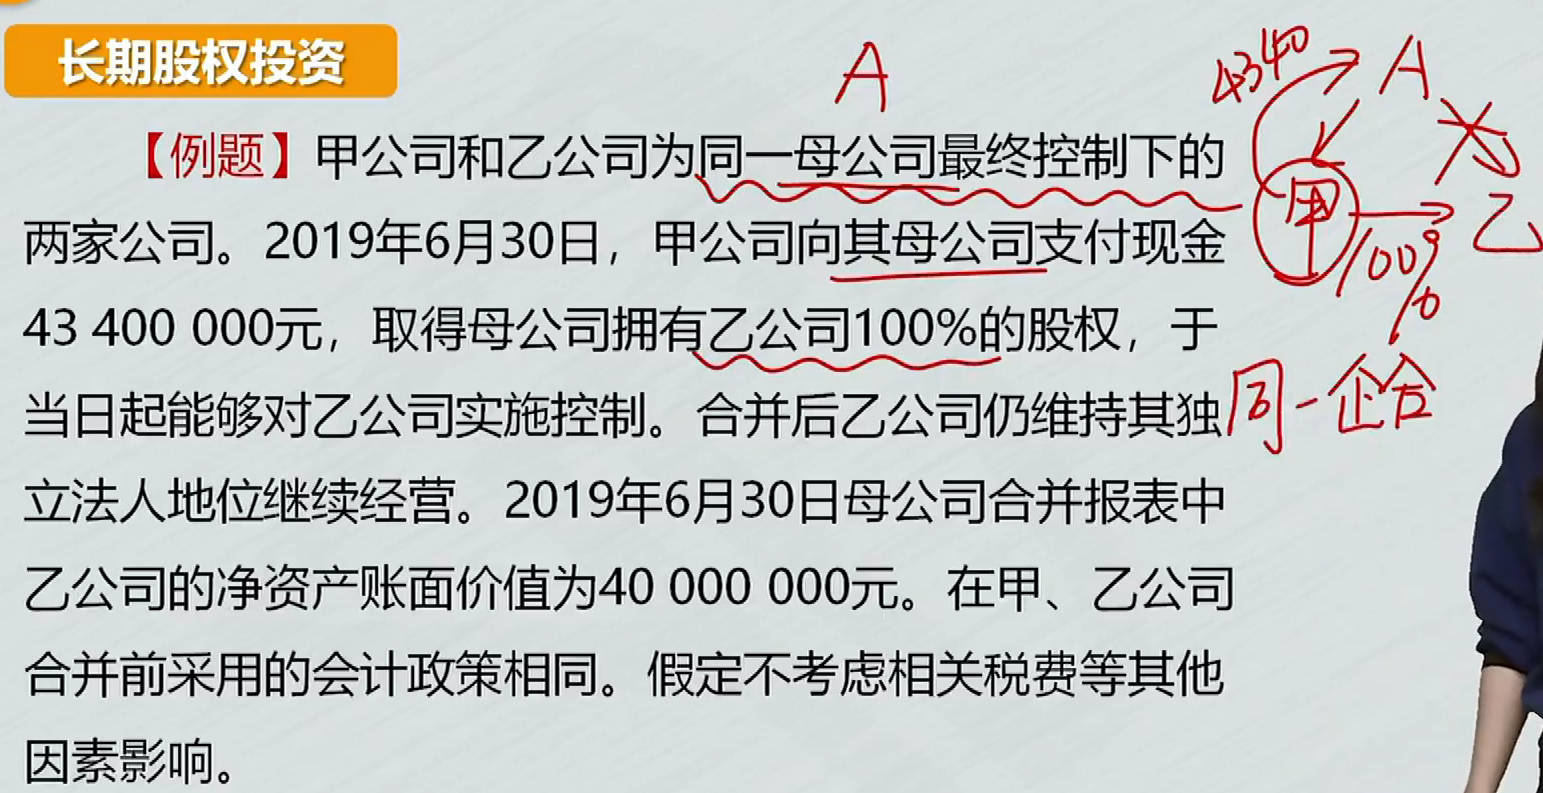 长期股权投资
A
4340
A
【例题】甲公司和乙公司为同一母公司最终控制下的
甲
乙
两家公司。2019年6月30日，甲公司向其母公司支付现金
100%
43 400 000元，取得母公司拥有乙公司100%的股权，于
当日起能够对乙公司实施控制。合并后乙公司仍维持其独
同一企合
立法人地位继续经营。2019年6月30日母公司合并报表中
乙公司的净资产账面价值为40 000 000元。在甲、乙公司
合并前采用的会计政策相同。假定不考虑相关税费等其他
因素影响。